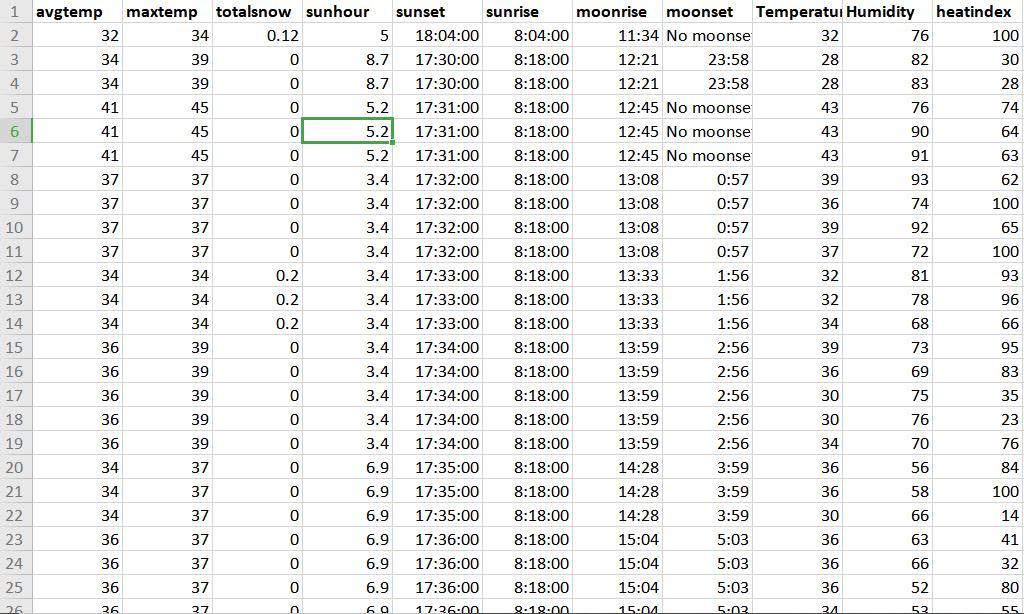 1 avgtemp maxtemp totalsnow sunhour sunset sunrise moonrise moonset Temperatu Humidity heatindex
2 32 34 0.12 5 18:04:00 8:04:00 11:34 No moonse 32 76 100
3 34 39 0 8.7 17:30:00 8:18:00 12:21 23:58 28 82 30
4 34 39 0 8.7 17:30:00 8:18:00 12:21 23:58 28 83 28
5 41 45 0 5.2 17:31:00 8:18:00 12:45 No moonse 43 76 74
6 41 45 0 5.2 17:31:00 8:18:00 12:45 No moonse 43 90 64
7 41 45 0 5.2 17:31:00 8:18:00 12:45 No moonse 43 91 63
8 37 37 0 3.4 17:32:00 8:18:00 13:08 0:57 39 93 62
9 37 37 0 3.4 17:32:00 8:18:00 13:08 0:57 36 74 100
10 37 37 0 3.4 17:32:00 8:18:00 13:08 0:57 39 92 65
11 37 37 0 3.4 17:32:00 8:18:00 13:08 0:57 37 72 100
12 34 34 0.2 3.4 17:33:00 8:18:00 13:33 1:56 32 81 93
13 34 34 0.2 3.4 17:33:00 8:18:00 13:33 1:56 32 78 96
14 34 34 0.2 3.4 17:33:00 8:18:00 13:33 1:56 34 68 66
15 36 39 0 3.4 17:34:00 8:18:00 13:59 2:56 39 73 95
16 36 39 0 3.4 17:34:00 8:18:00 13:59 2:56 36 69 83
17 36 39 0 3.4 17:34:00 8:18:00 13:59 2:56 30 75 35
18 36 39 0 3.4 17:34:00 8:18:00 13:59 2:56 30 76 23
19 36 39 0 3.4 17:34:00 8:18:00 13:59 2:56 34 70 76
20 34 37 0 6.9 17:35:00 8:18:00 14:28 3:59 36 56 84
21 34 37 0 6.9 17:35:00 8:18:00 14:28 3:59 36 58 100
22 34 37 0 6.9 17:35:00 8:18:00 14:28 3:59 30 66 14
23 36 37 0 6.9 17:36:00 8:18:00 15:04 5:03 36 63 41
24 36 37 0 6.9 17:36:00 8:18:00 15:04 5:03 36 66 32
25 36 37 0 6.9 17:36:00 8:18:00 15:04 5:03 36 52 80
26 36 37 0 6.9 17:36:00 8:18:00 15:04 5:03 34 53 55